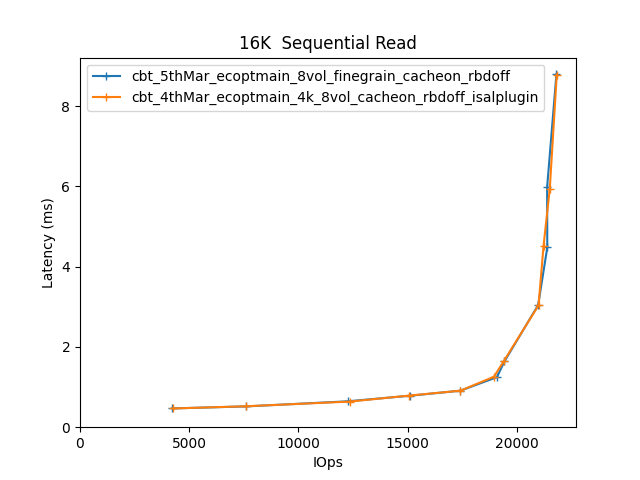 16K  Sequential Read
cbt_5thMar_ecoptmain_8vol_finegrain_cacheon_rbdoff
cbt_4thMar_ecoptmain_4k_8vol_cacheon_rbdoff_isalplugin
Latency (ms)
8
6
4
2
0
0 5000 10000 15000 20000
IOps